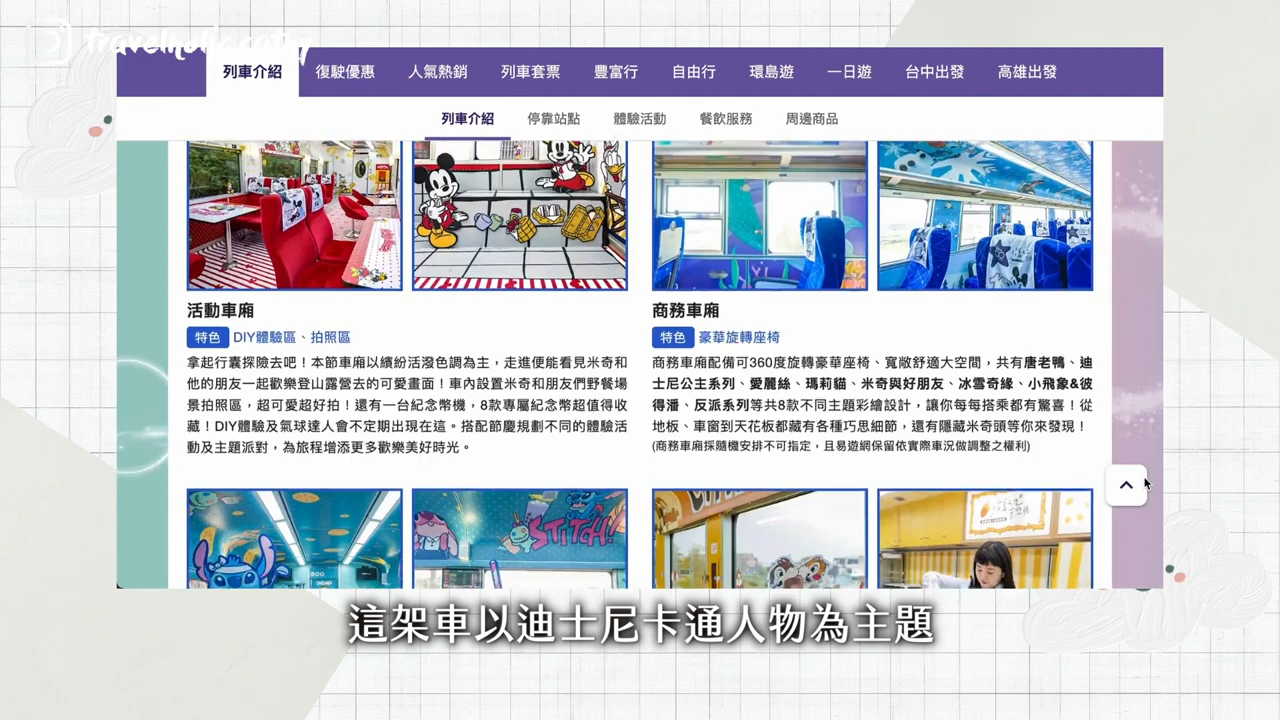 travelholic.cathy
列車介紹 復駛優惠 人氣熱銷 列車套票 豐富行 自由行 環島遊 一日遊 台中出發 高雄出發
列車介紹 停靠站點 體驗活動 餐飲服務 周邊商品
活動車廂
特色 DIY體驗區、拍照區
拿起行囊探險去吧！本節車廂以繽紛活潑色調為主，走進便能看見米奇和
他的朋友一起歡樂登山露營去的可愛畫面！車內設置米奇和朋友們野餐場
景拍照區，超可愛超好拍！還有一台紀念幣機，8款專屬紀念幣超值得收
藏！DIY體驗及氣球達人會不定期出現在這。搭配節慶規劃不同的體驗活
動及主題派對，為旅程增添更多歡樂美好時光。
商務車廂
特色 豪華旋轉座椅
商務車廂配備可360度旋轉豪華座椅、寬敞舒適大空間，共有唐老鴨、迪
士尼公主系列、愛麗絲、瑪莉貓、米奇與好朋友、冰雪奇緣、小飛象&彼
得潘、反派系列等共8款不同主題彩繪設計，讓你每每搭乘都有驚喜！從
地板、車窗到天花板都藏有各種巧思細節，還有隱藏米奇頭等你來發現！
(商務車廂採隨機安排不可指定，且易遊網保留依實際車況做調整之權利)
STITCH!
這架車以迪士尼卡通人物為主題